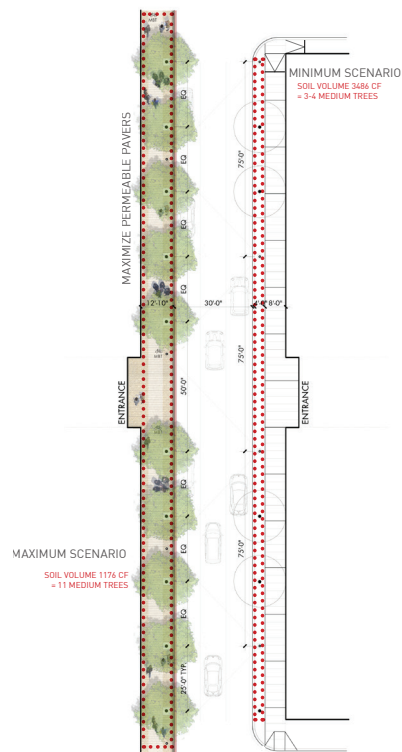 MINIMUM SCENARIO
SOIL VOLUME 3486 CF
= 3-4 MEDIUM TREES
MAXIMIZE PERMEABLE PAVERS
EQ
EQ
75'-0"
EQ
EQ
12'-10"
30'-0"
8'-0"
75'-0"
50'-0"
ENTRANCE
ENTRANCE
EQ
EQ
75'-0"
MAXIMUM SCENARIO
SOIL VOLUME 1176 CF
= 11 MEDIUM TREES
EQ
25'-0" TYP.